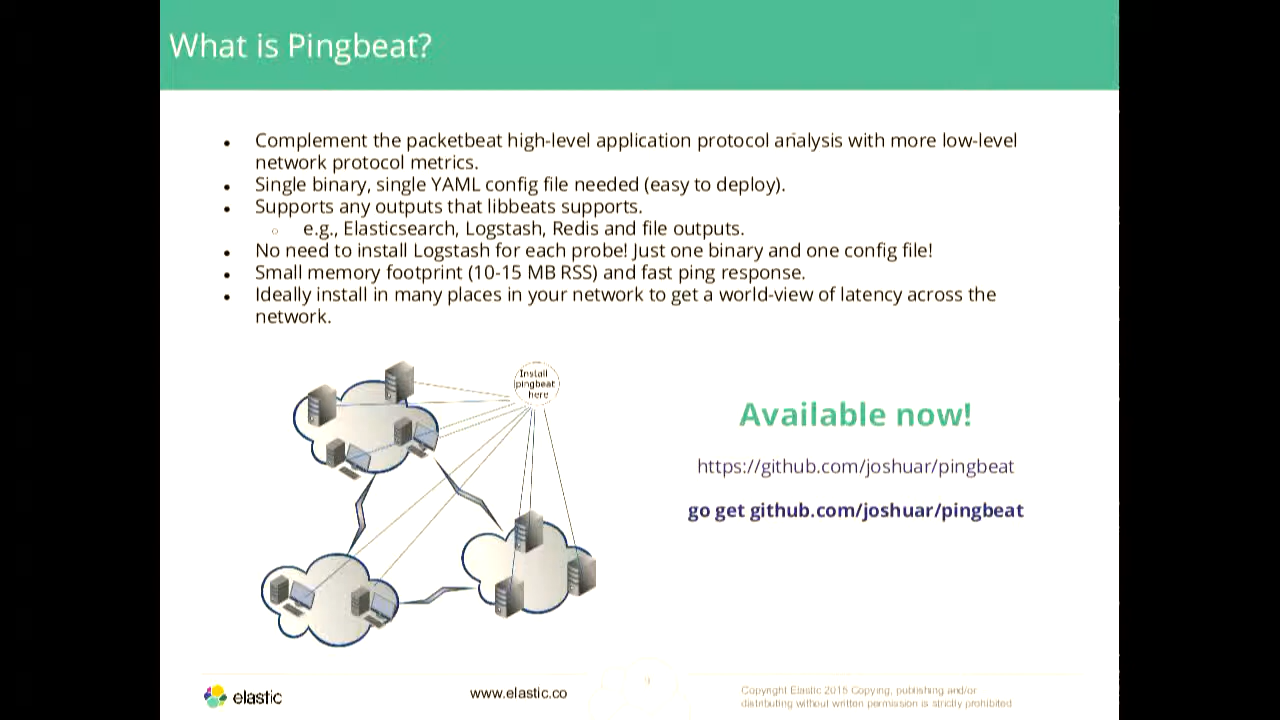 What is Pingbeat?
• Complement the packetbeat high-level application protocol analysis with more low-level
network protocol metrics.
• Single binary, single YAML config file needed (easy to deploy).
• Supports any outputs that libbeats supports.
○ e.g., Elasticsearch, Logstash, Redis and file outputs.
• No need to install Logstash for each probe! Just one binary and one config file!
• Small memory footprint (10-15 MB RSS) and fast ping response.
• Ideally install in many places in your network to get a world-view of latency across the
network.
Install
pingbeat
here
Available now!
https://github.com/joshuar/pingbeat
go get github.com/joshuar/pingbeat
elastic
www.elastic.co
Copyright Elastic 2015 Copying, publishing and/or
distributing without written permission is strictly prohibited